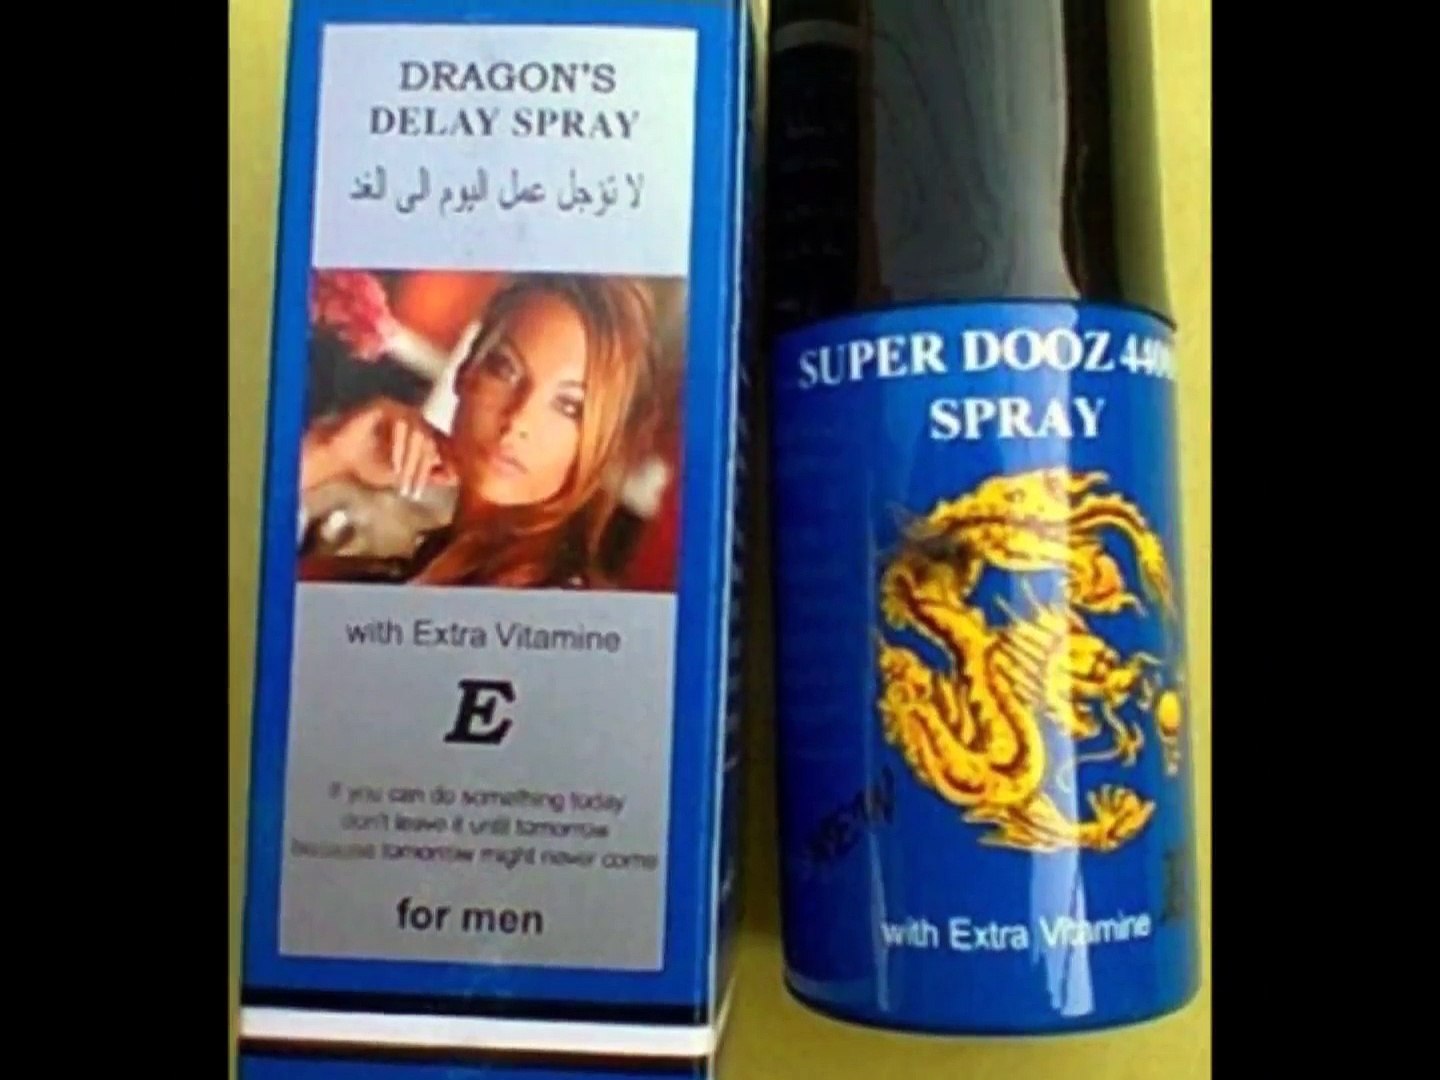 DRAGON'S
DELAY SPRAY
لا تؤجل عمل اليوم الى الغد
with Extra Vitamine
E
If you can do something today
don't leave it until tomorrow
because tomorrow might never come
for men
SUPER DOOZ
SPRAY
with Extra Vitamine